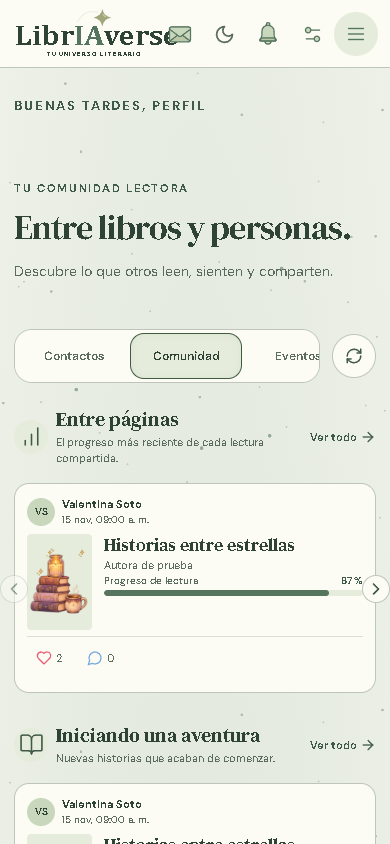 LibrIAverse
TU UNIVERSO LITERARIO
BUENAS TARDES, PERFIL
TU COMUNIDAD LECTORA
Entre libros y personas.
Descubre lo que otros leen, sienten y comparten.
Contactos
Comunidad
Eventos
Entre páginas
El progreso más reciente de cada lectura
compartida.
Ver todo
VS
Valentina Soto
15 nov, 09:00 a. m.
Historias entre estrellas
Autora de prueba
Progreso de lectura
87%
2
0
Iniciando una aventura
Nuevas historias que acaban de comenzar.
Ver todo
VS
Valentina Soto
15 nov, 09:00 a. m.
Historias entre estrellas